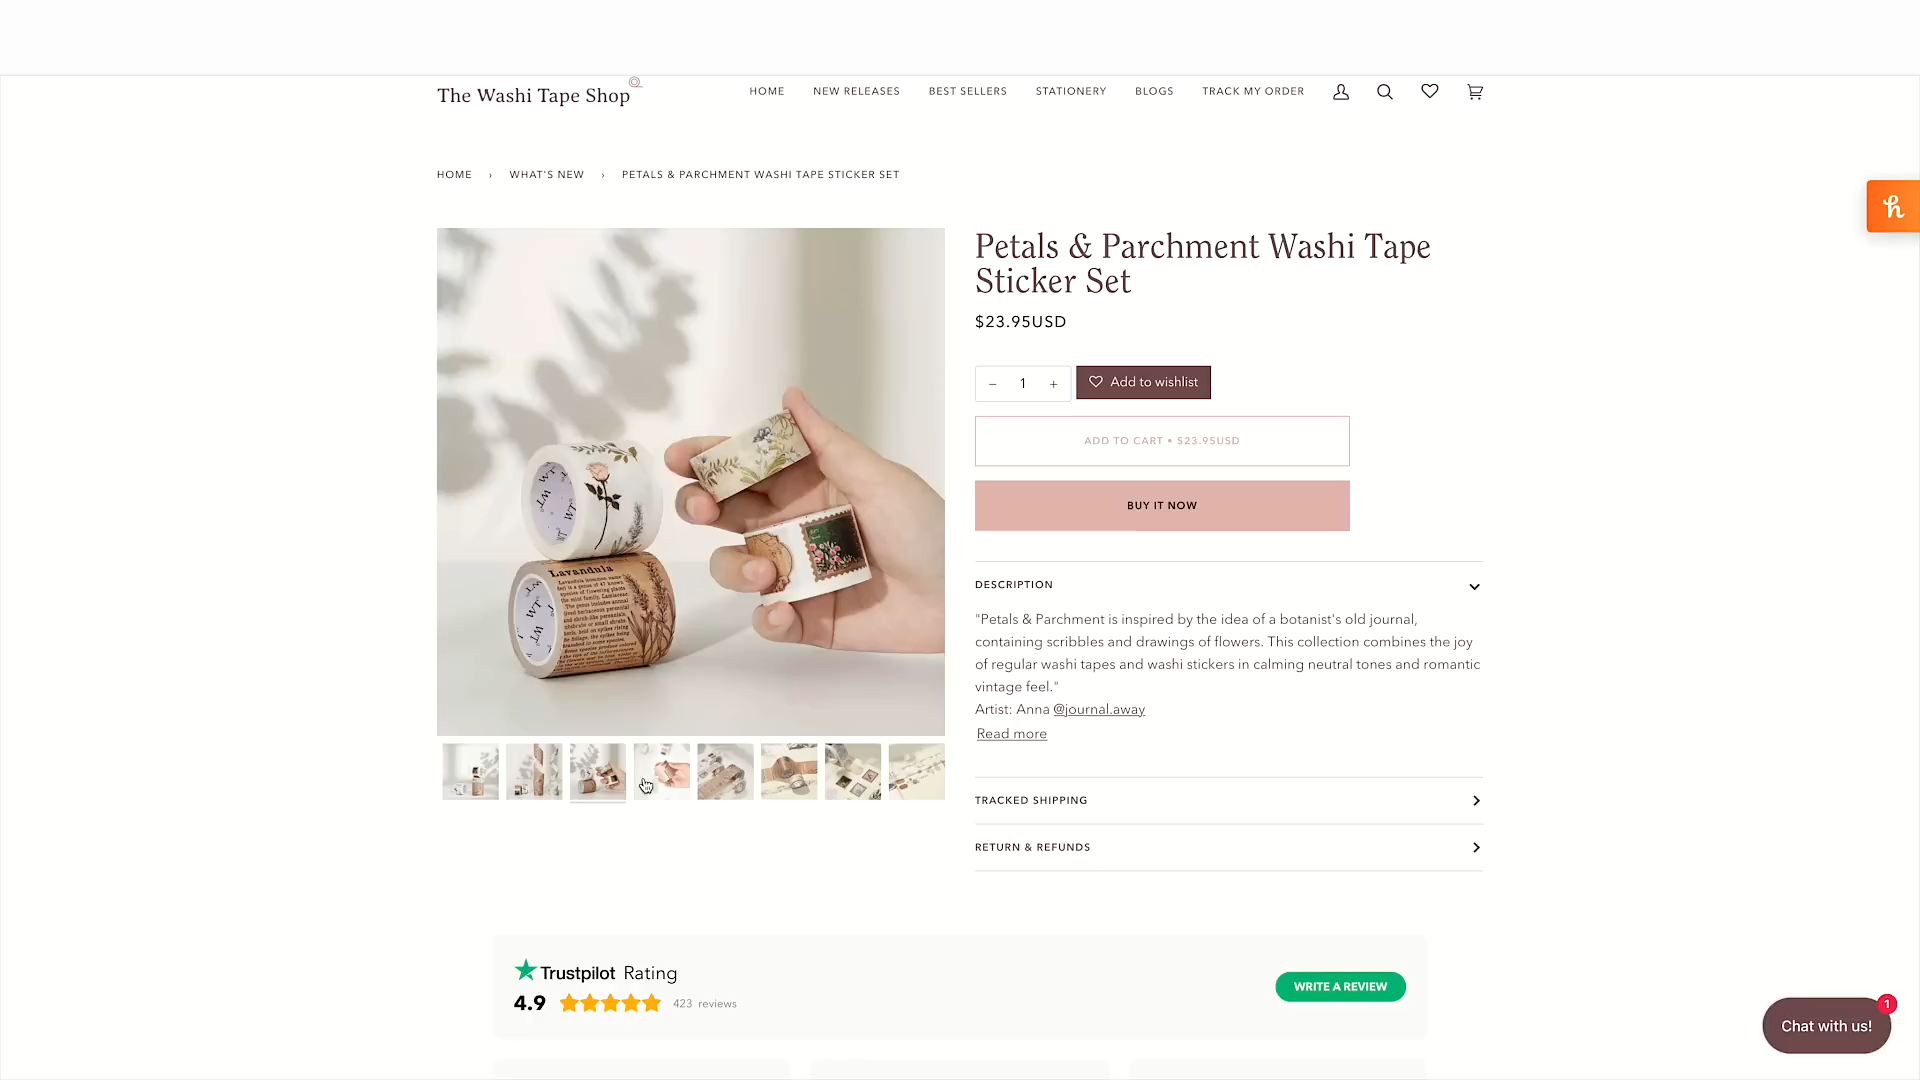 The Washi Tape Shop
HOME
NEW RELEASES
BEST SELLERS
STATIONERY
BLOGS
TRACK MY ORDER
HOME › WHAT'S NEW › PETALS & PARCHMENT WASHI TAPE STICKER SET
h
Petals & Parchment Washi Tape
Sticker Set
$23.95USD
− 1 +
Add to wishlist
ADD TO CART • $23.95USD
BUY IT NOW
WT
WT
Lavandula
WT
WT
DESCRIPTION
"Petals & Parchment is inspired by the idea of a botanist's old journal,
containing scribbles and drawings of flowers. This collection combines the joy
of regular washi tapes and washi stickers in calming neutral tones and romantic
vintage feel."
Artist: Anna @journal.away
Read more
TRACKED SHIPPING
RETURN & REFUNDS
Trustpilot Rating
4.9
423 reviews
WRITE A REVIEW
1
Chat with us!